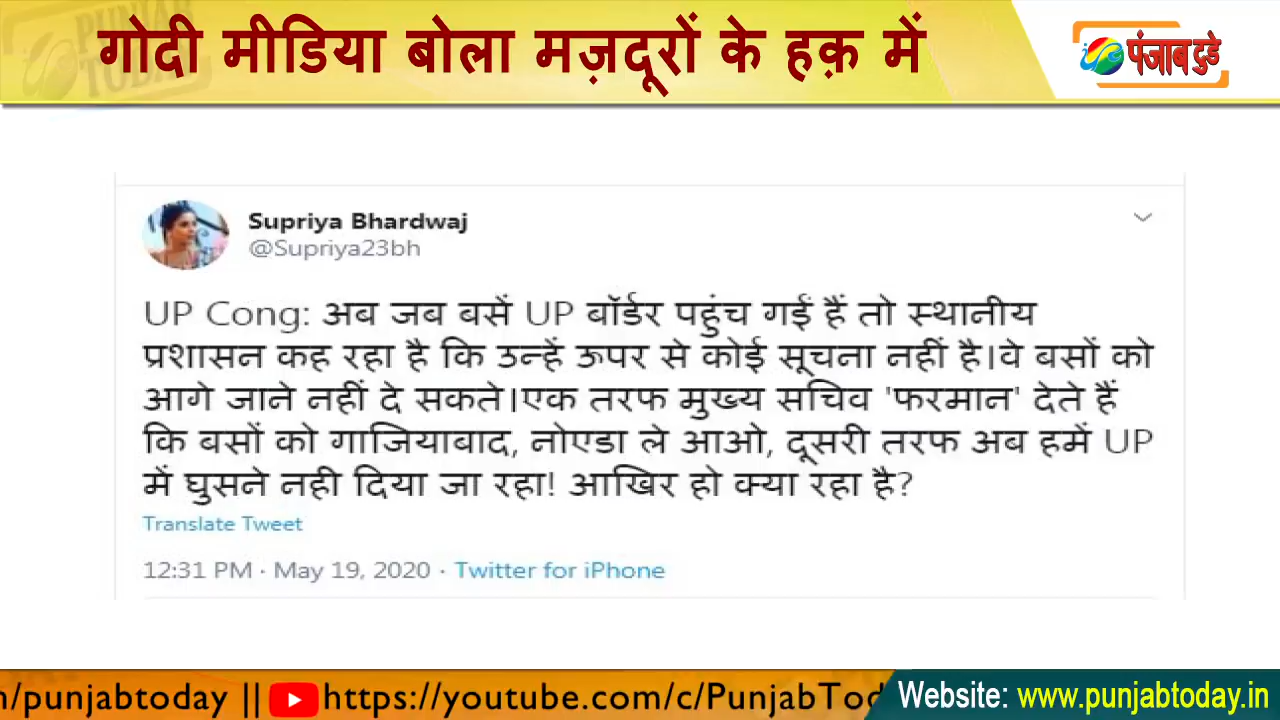 गोदी मीडिया बोला मज़दूरों के हक़ में
पंजाब टुडे
PUNJAB TODAY
Supriya Bhardwaj
@Supriya23bh
UP Cong: अब जब बसें UP बॉर्डर पहुंच गईं हैं तो स्थानीय
प्रशासन कह रहा है कि उन्हें ऊपर से कोई सूचना नहीं है।वे बसों को
आगे जाने नहीं दे सकते।एक तरफ मुख्य सचिव 'फरमान' देते हैं
कि बसों को गाजियाबाद, नोएडा ले आओ, दूसरी तरफ अब हमें UP
में घुसने नही दिया जा रहा! आखिर हो क्या रहा है?
Translate Tweet
12:31 PM · May 19, 2020 · Twitter for iPhone
/punjabtoday || https://youtube.com/c/PunjabTod
Website: www.punjabtoday.in